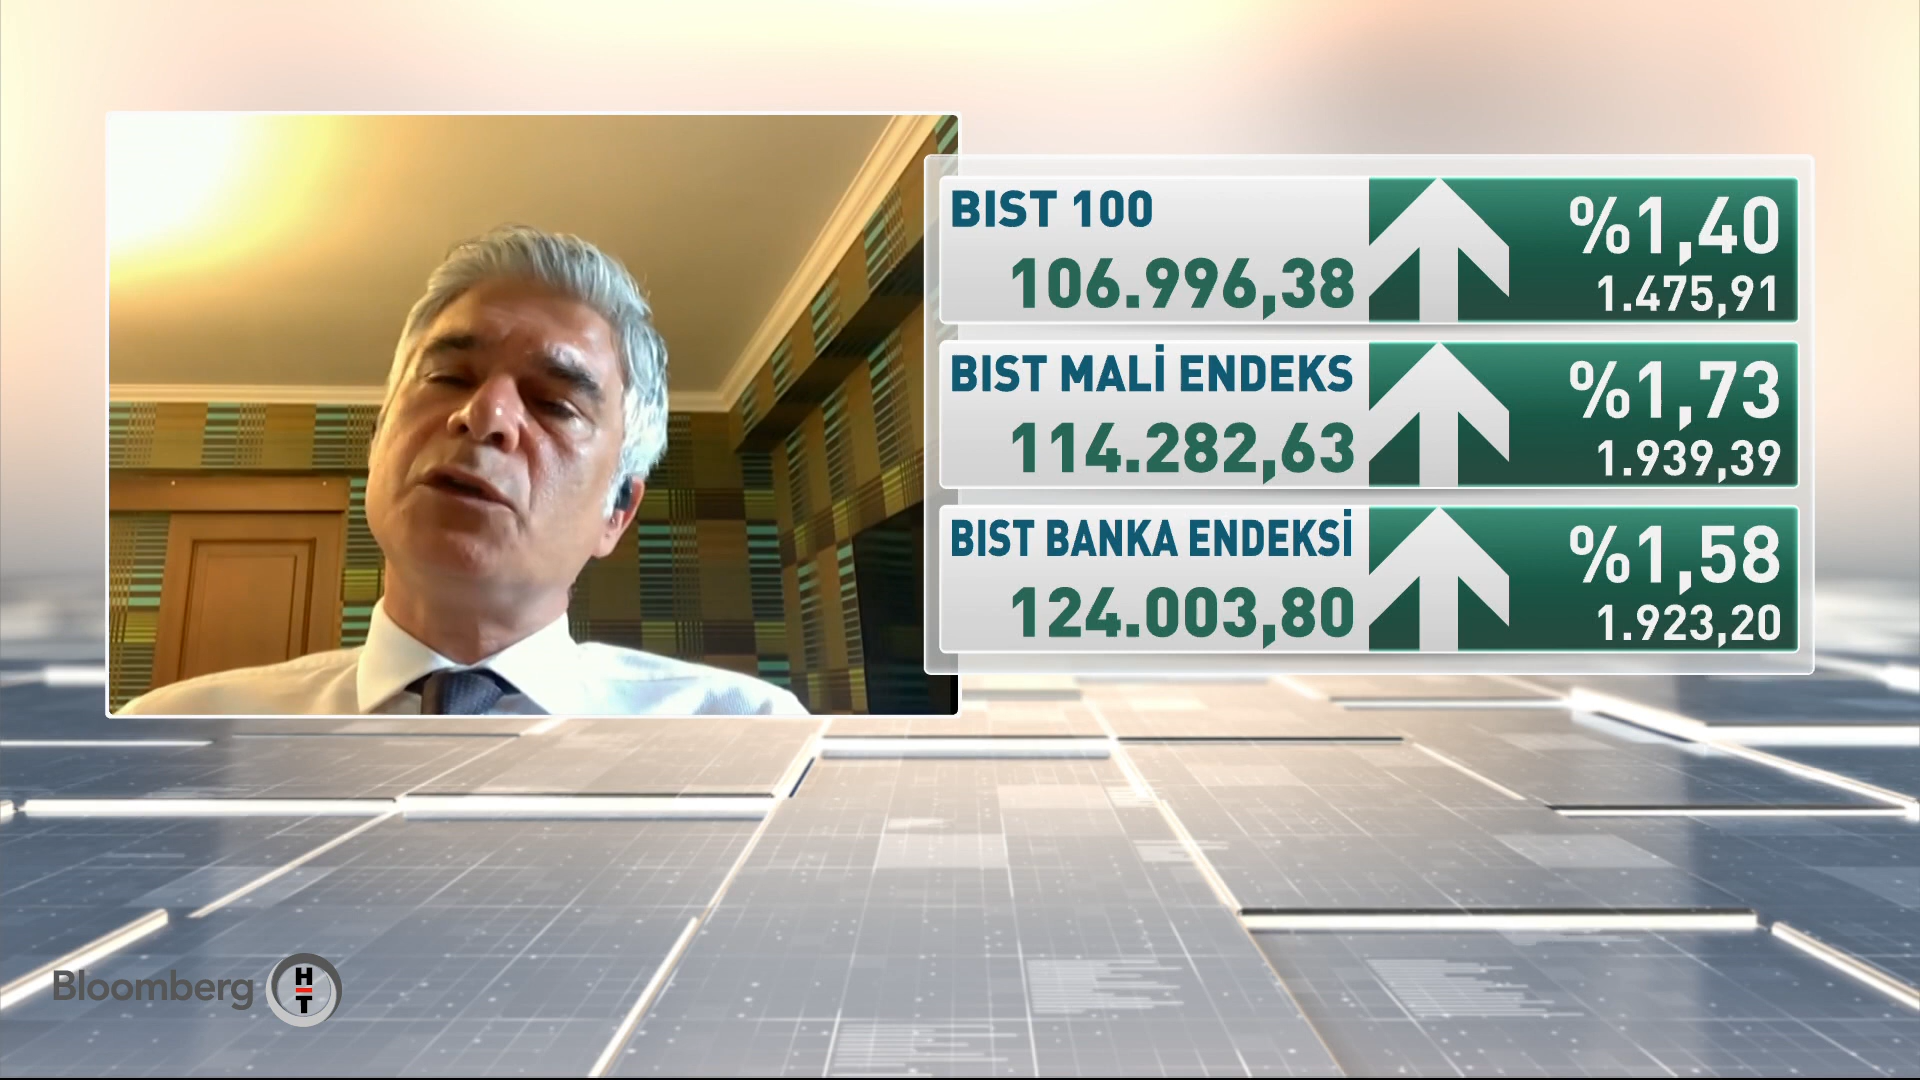 BIST 100
106.996,38
%1,40
1.475,91
BIST MALİ ENDEKS
114.282,63
%1,73
1.939,39
BIST BANKA ENDEKSİ
124.003,80
%1,58
1.923,20
Bloomberg HT